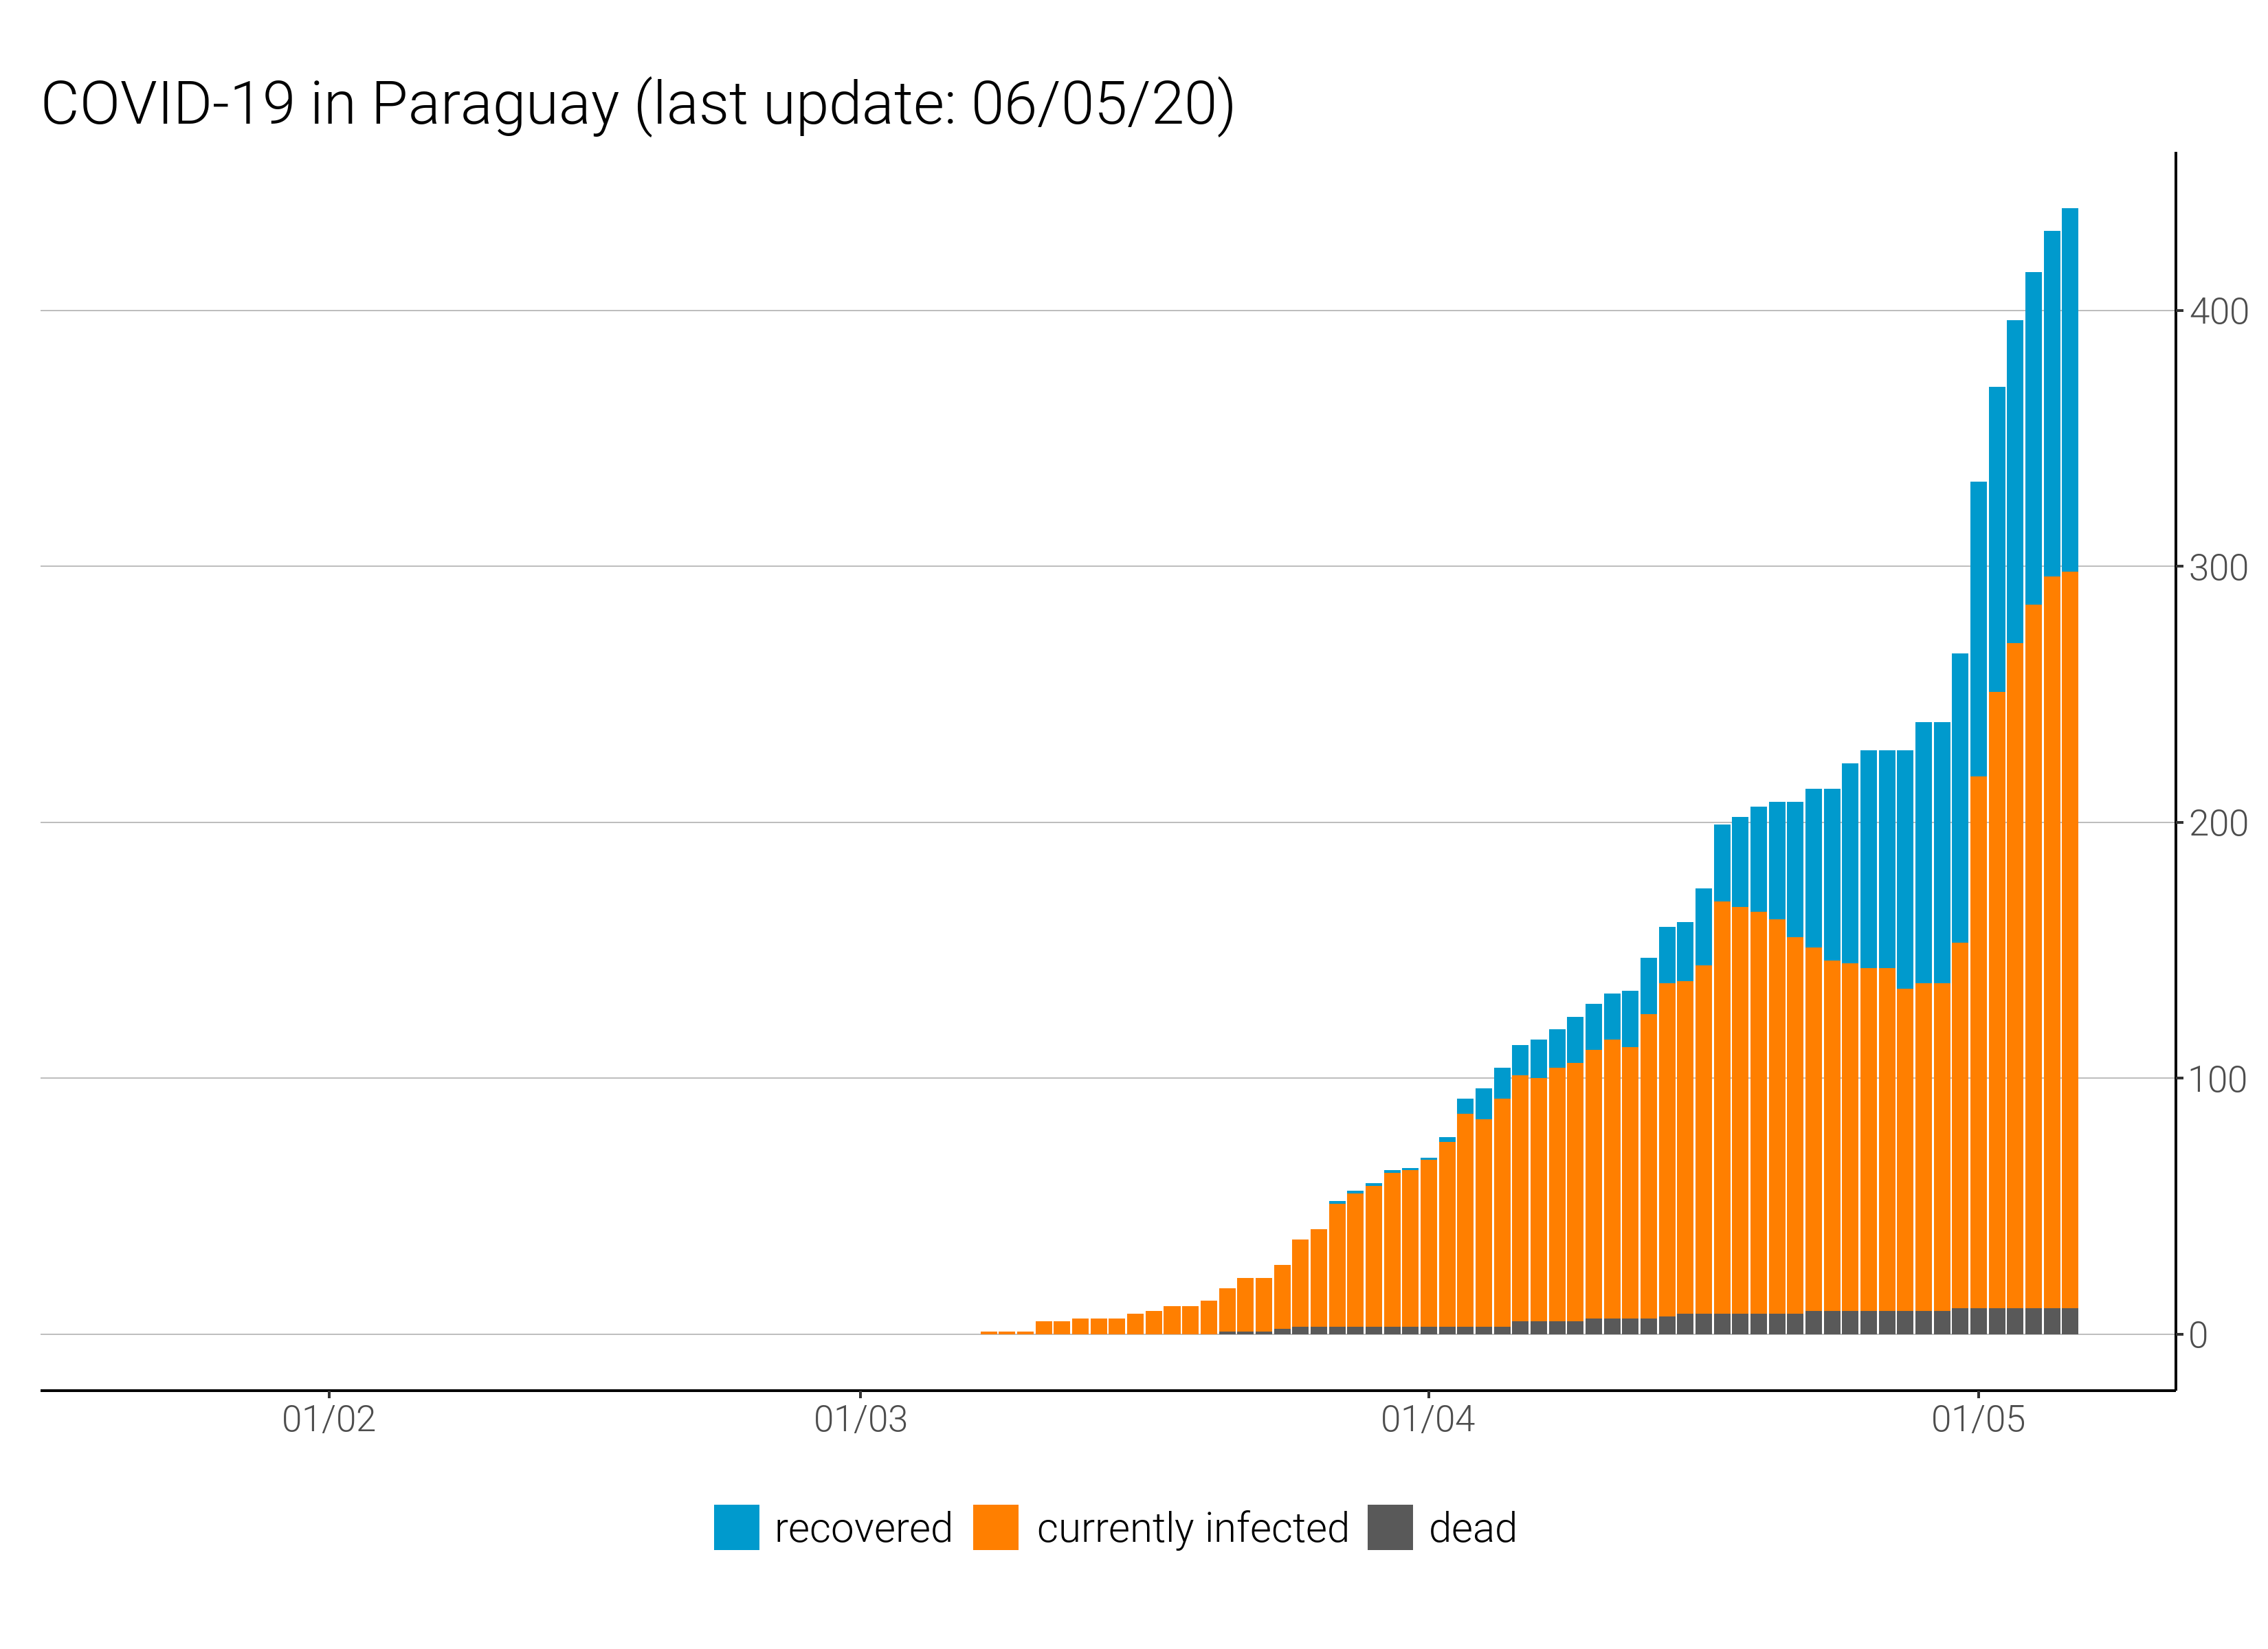 COVID-19 in Paraguay (last update: 06/05/20)
400
300
200
100
0
01/02 01/03 01/04 01/05
recovered currently infected dead